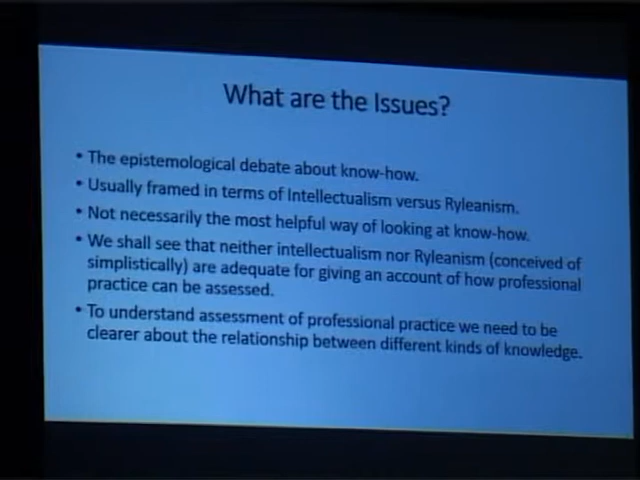 What are the Issues?
• The epistemological debate about know-how.
• Usually framed in terms of Intellectualism versus Ryleanism.
• Not necessarily the most helpful way of looking at know-how.
• We shall see that neither intellectualism nor Ryleanism (conceived of
simplistically) are adequate for giving an account of how professional
practice can be assessed.
• To understand assessment of professional practice we need to be
clearer about the relationship between different kinds of knowledge.